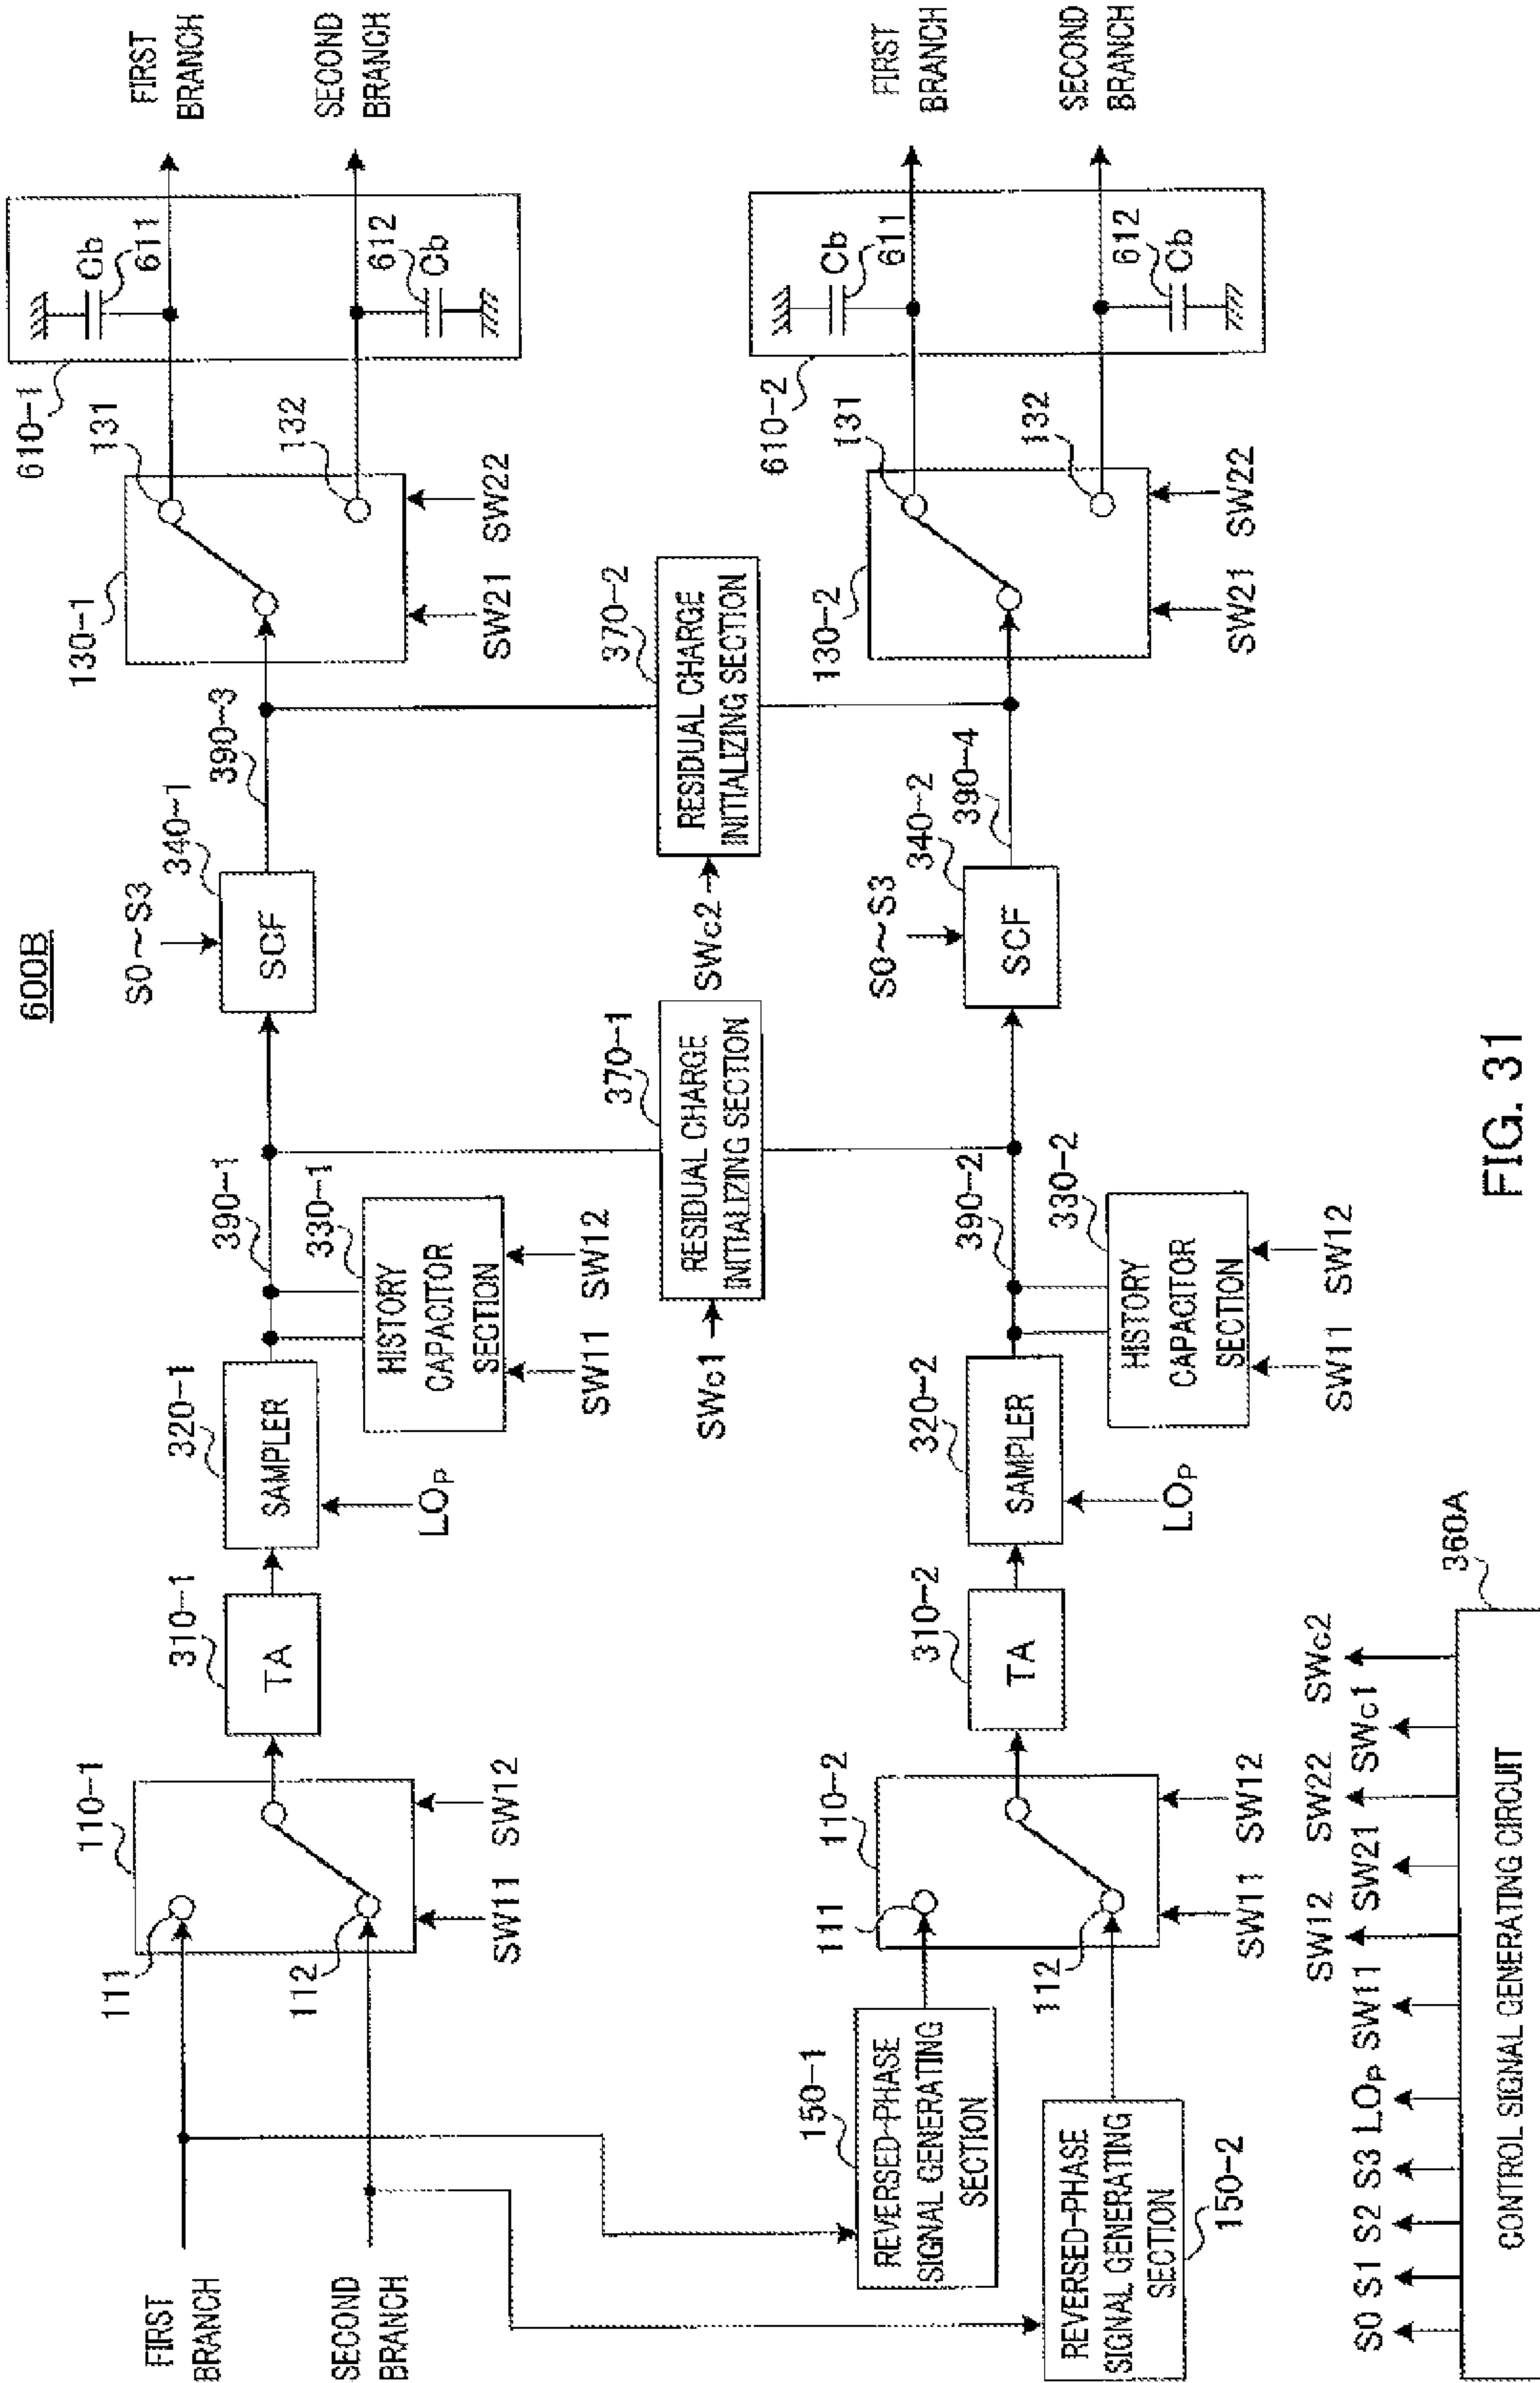 600B
FIRST
BRANCH
SECOND
BRANCH
111
112
110-1
SW11
SW12
310-1
TA
320-1
SAMPLER
LOP
390-1
330-1
HISTORY
CAPACITOR
SECTION
SW11
SW12
S0~S3
340-1
SCF
390-3
130-1
131
132
SW21
SW22
610-1
Cb
611
612
Cb
FIRST
BRANCH
SECOND
BRANCH
SWc1
370-1
RESIDUAL CHARGE
INITIALIZING SECTION
SWc2
370-2
RESIDUAL CHARGE
INITIALIZING SECTION
150-1
REVERSED-PHASE
SIGNAL GENERATING
SECTION
REVERSED-PHASE
SIGNAL GENERATING
SECTION
150-2
111
112
110-2
SW11
SW12
310-2
TA
320-2
SAMPLER
LOP
390-2
330-2
HISTORY
CAPACITOR
SECTION
SW11
SW12
S0~S3
340-2
SCF
390-4
130-2
131
132
SW21
SW22
610-2
Cb
611
612
Cb
FIRST
BRANCH
SECOND
BRANCH
S0 S1 S2 S3 LOP SW11 SW12 SW21 SW22 SWc1 SWc2
360A
CONTROL SIGNAL GENERATING CIRCUIT
FIG. 31